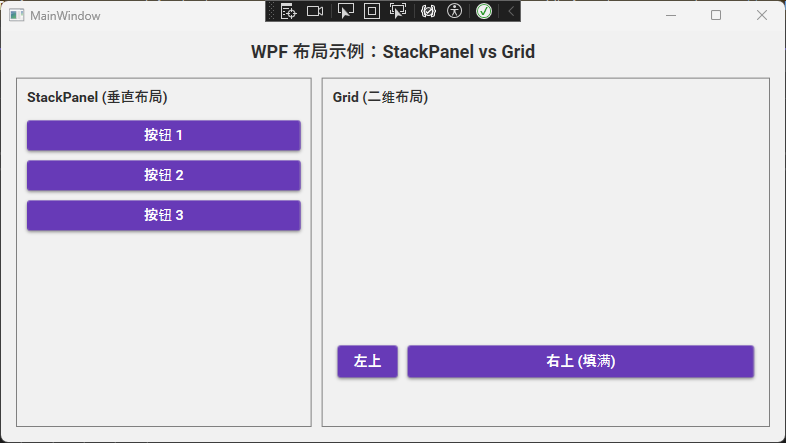 MainWindow
WPF 布局示例：StackPanel vs Grid
StackPanel (垂直布局)
按钮 1
按钮 2
按钮 3
Grid (二维布局)
左上
右上 (填满)